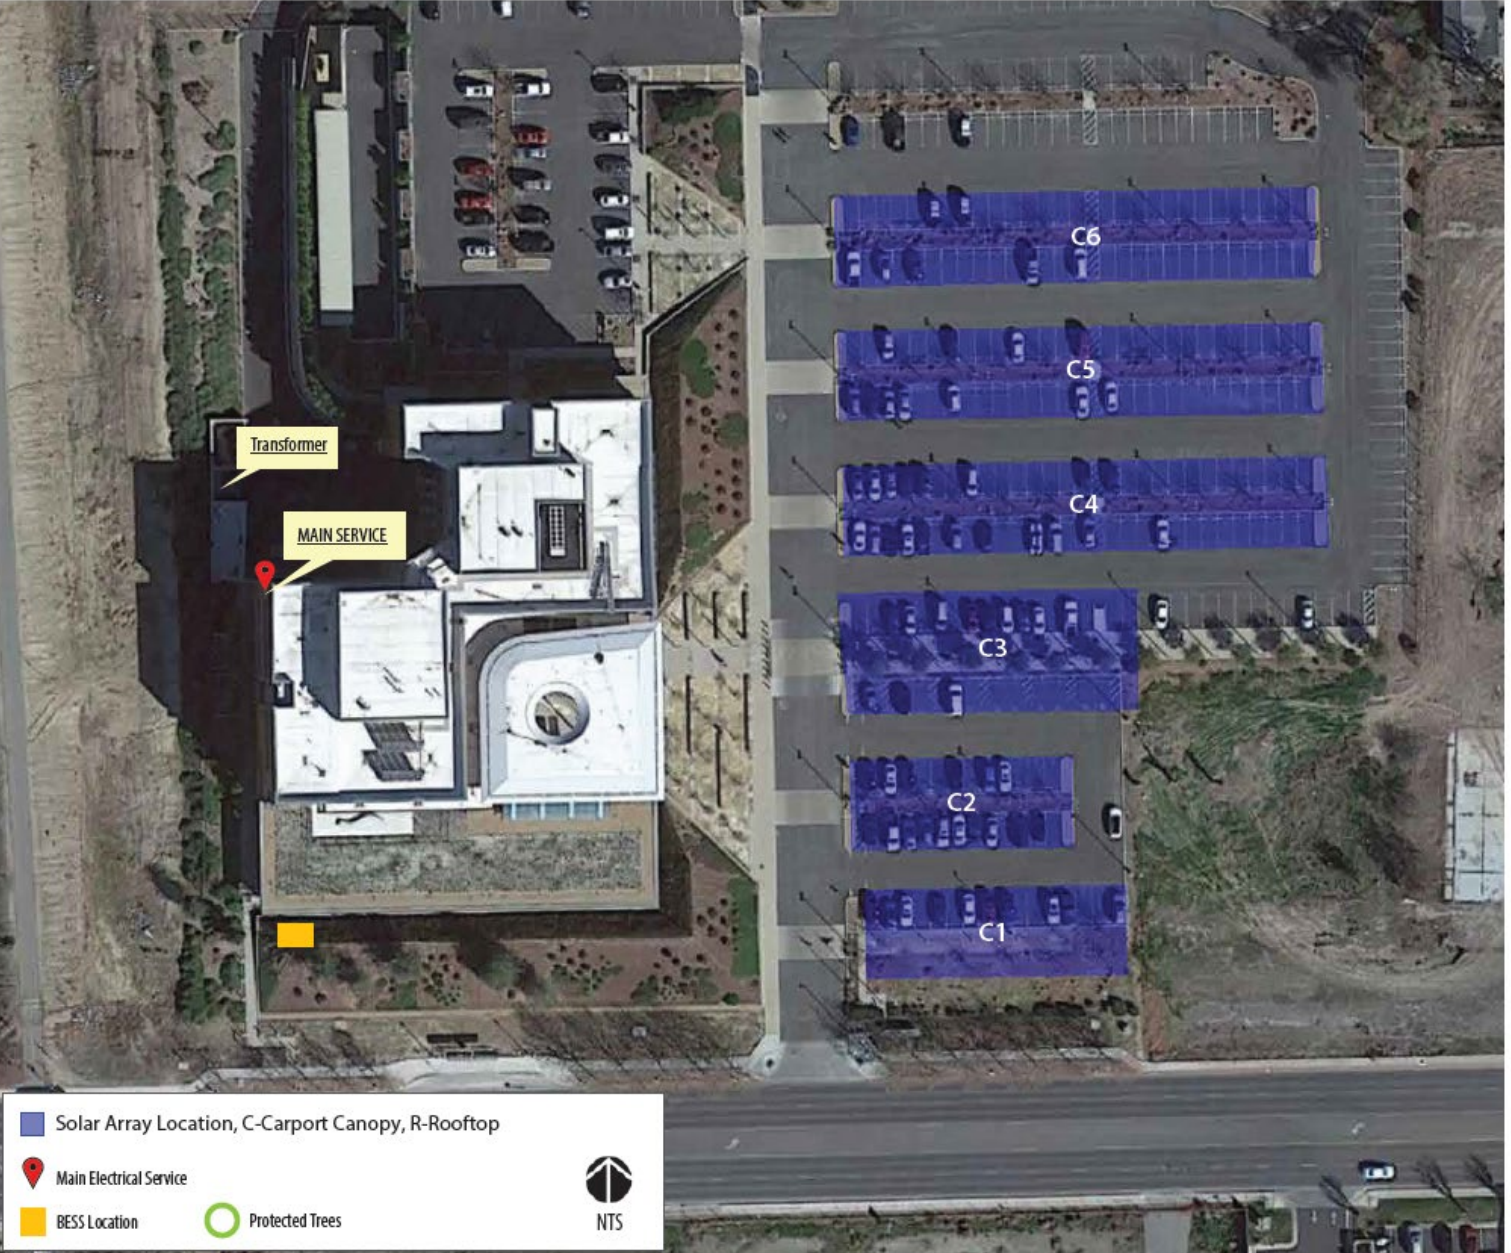 C6
C5
Transformer
C4
MAIN SERVICE
C3
C2
C1
Solar Array Location, C-Carport Canopy, R-Rooftop
Main Electrical Service
BESS Location
Protected Trees
NTS